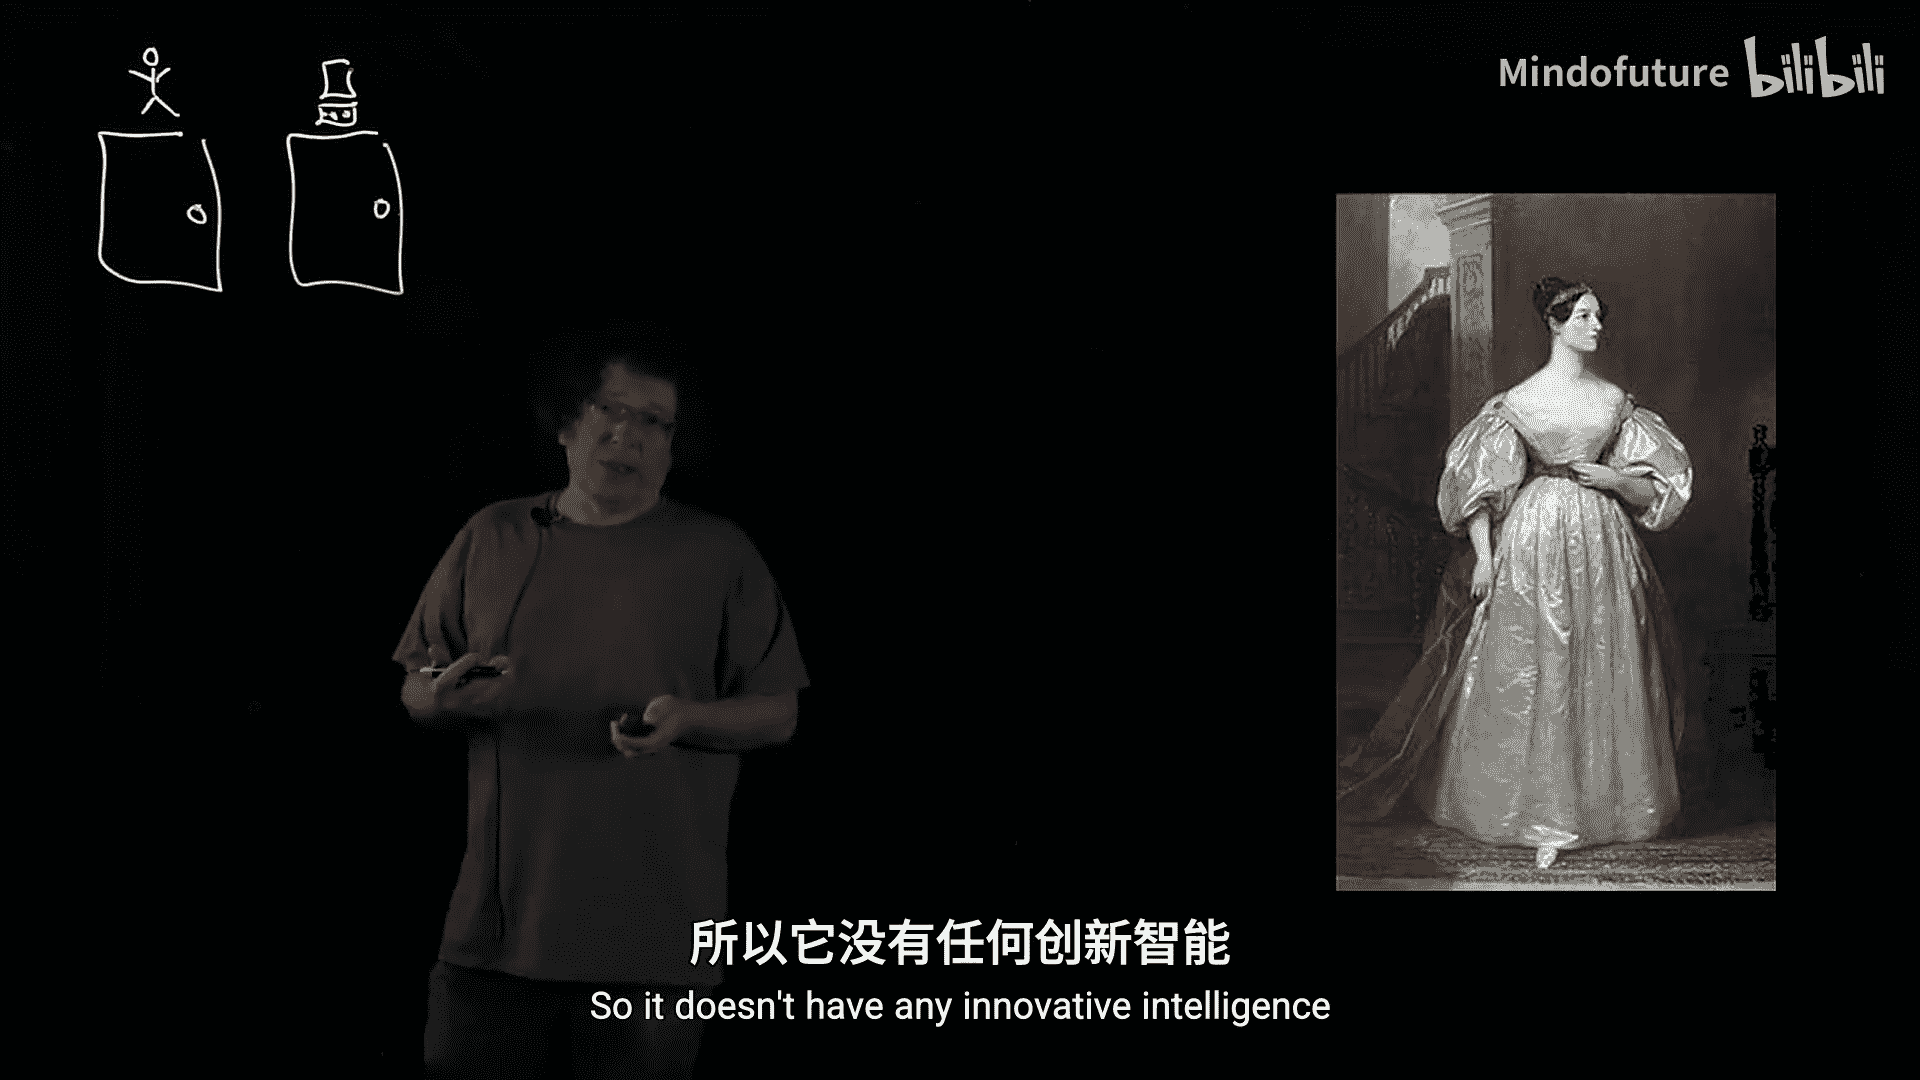 Mindofuture bilibili
所以它没有任何创新智能
So it doesn't have any innovative intelligence